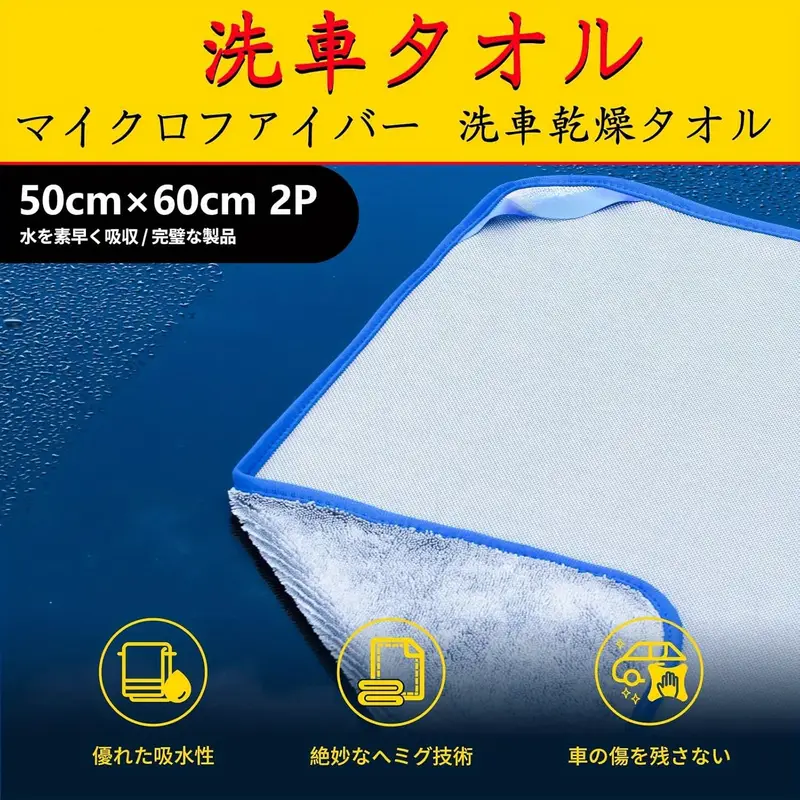 洗車タオル
マイクロファイバー 洗車乾燥タオル
50cm×60cm 2P
水を素早く吸収 / 完璧な製品
優れた吸水性
絶妙なヘミグ技術
車の傷を残さない